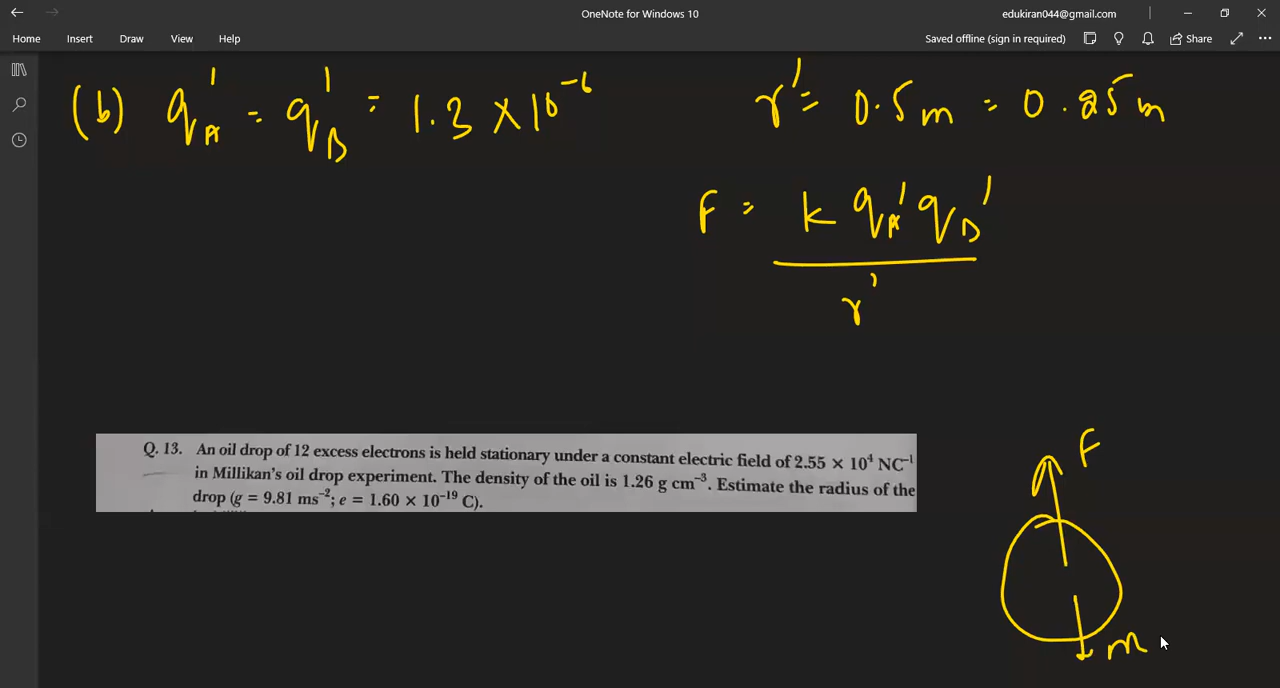 OneNote for Windows 10
edukiran044@gmail.com
Home Insert Draw View Help
Saved offline (sign in required)
Share
(b) q'A = q'B = 1.3 × 10⁻⁶
r' = 0.5 m = 0.25 m
F = k q'A q'B
r'
Q. 13. An oil drop of 12 excess electrons is held stationary under a constant electric field of 2.55 × 10⁴ NC⁻¹
in Millikan's oil drop experiment. The density of the oil is 1.26 g cm⁻³. Estimate the radius of the
drop (g = 9.81 ms⁻²; e = 1.60 × 10⁻¹⁹ C).
F
m